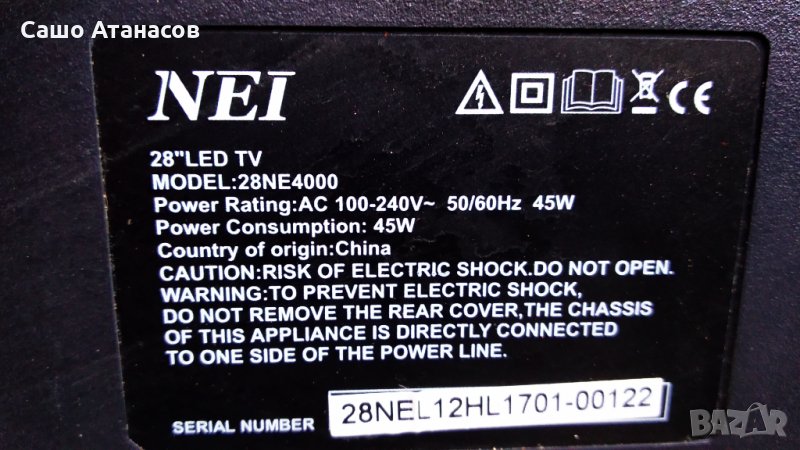 Сашо Атанасов
NEI
CE
28"LED TV
MODEL:28NE4000
Power Rating:AC 100-240V~ 50/60Hz 45W
Power Consumption: 45W
Country of origin:China
CAUTION:RISK OF ELECTRIC SHOCK.DO NOT OPEN.
WARNING:TO PREVENT ELECTRIC SHOCK,
DO NOT REMOVE THE REAR COVER,THE CHASSIS
OF THIS APPLIANCE IS DIRECTLY CONNECTED
TO ONE SIDE OF THE POWER LINE.
SERIAL NUMBER 28NEL12HL1701-00122
BAZAR